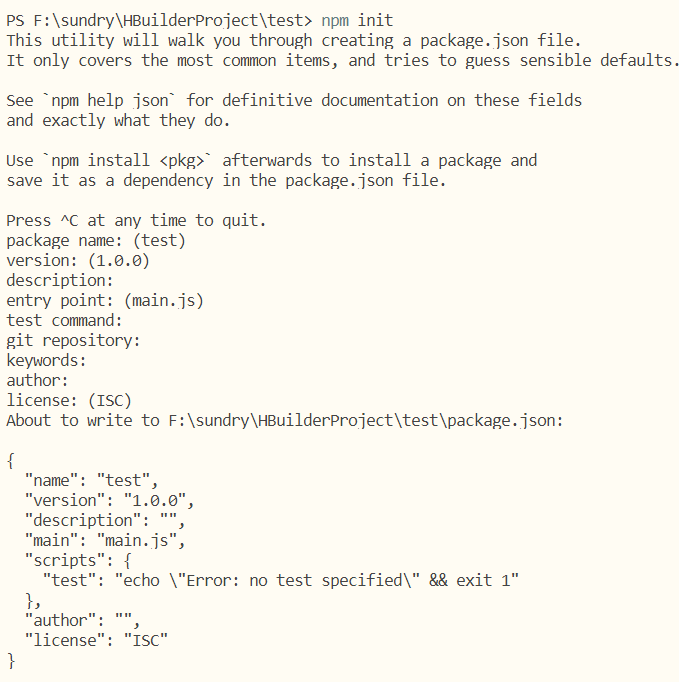 PS F:\sundry\HBuilderProject\test> npm init
This utility will walk you through creating a package.json file.
It only covers the most common items, and tries to guess sensible defaults.

See `npm help json` for definitive documentation on these fields
and exactly what they do.

Use `npm install <pkg>` afterwards to install a package and
save it as a dependency in the package.json file.

Press ^C at any time to quit.
package name: (test)
version: (1.0.0)
description:
entry point: (main.js)
test command:
git repository:
keywords:
author:
license: (ISC)
About to write to F:\sundry\HBuilderProject\test\package.json:

{
  "name": "test",
  "version": "1.0.0",
  "description": "",
  "main": "main.js",
  "scripts": {
    "test": "echo \"Error: no test specified\" && exit 1"
  },
  "author": "",
  "license": "ISC"
}